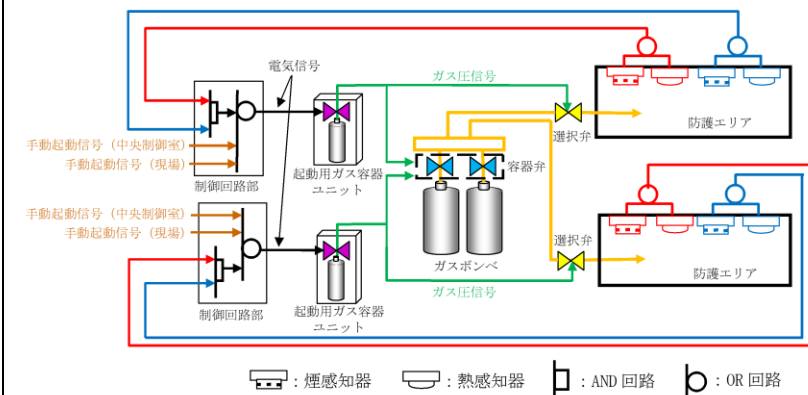 電気信号
ガス圧信号
防護エリア
選択弁
手動起動信号（中央制御室）
手動起動信号（現場）
容器弁
起動用ガス容器
ユニット
制御回路部
手動起動信号（中央制御室）
手動起動信号（現場）
選択弁
ガスボンベ
防護エリア
ガス圧信号
起動用ガス容器
ユニット
制御回路部
：煙感知器 ：熱感知器 ：AND 回路 ：OR 回路